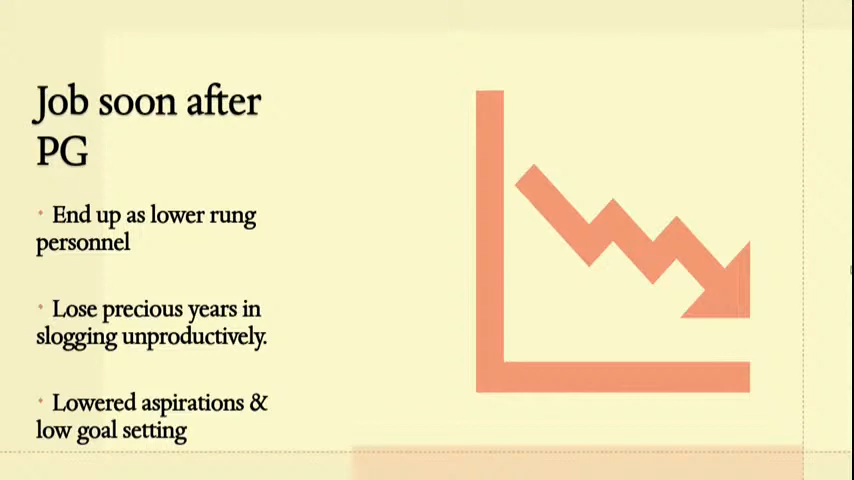 Job soon after
PG
End up as lower rung
personnel
Lose precious years in
slogging unproductively.
Lowered aspirations &
low goal setting